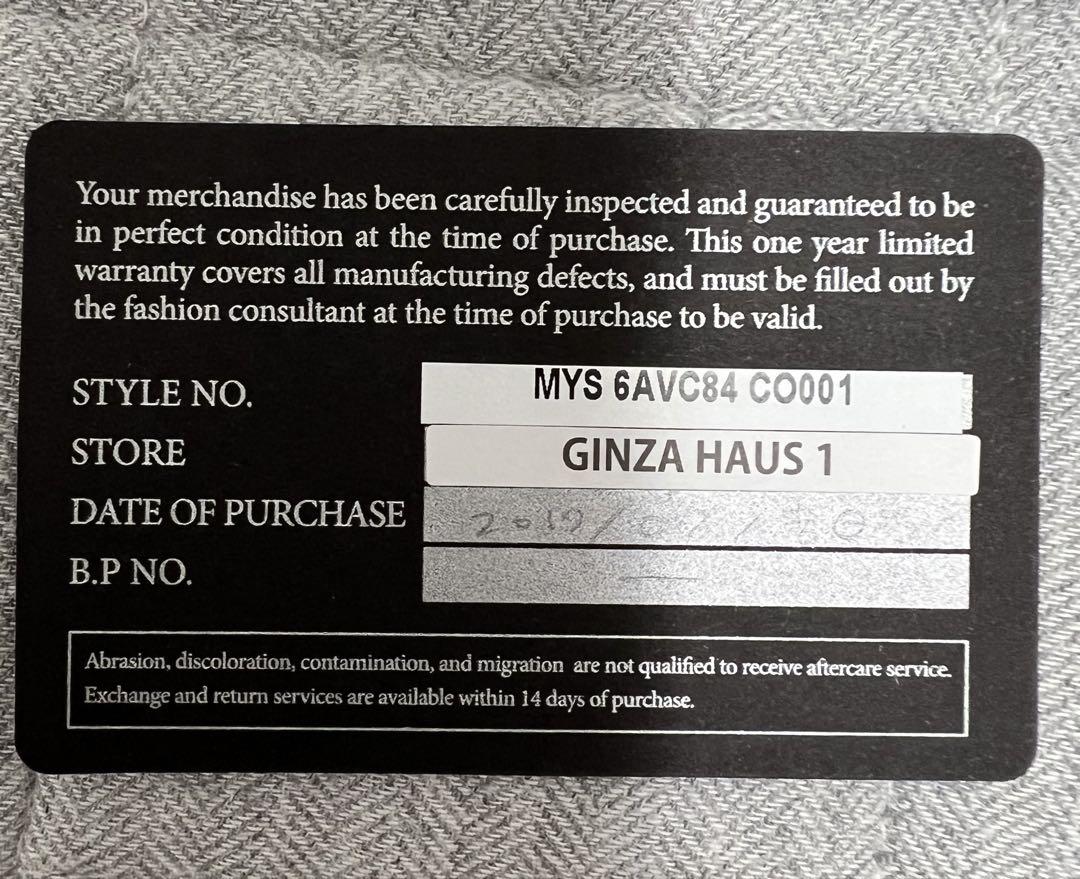 Your merchandise has been carefully inspected and guaranteed to be
in perfect condition at the time of purchase. This one year limited
warranty covers all manufacturing defects, and must be filled out by
the fashion consultant at the time of purchase to be valid.
STYLE NO. MYS 6AVC84 CO001
STORE GINZA HAUS 1
DATE OF PURCHASE
B.P NO.
Abrasion, discoloration, contamination, and migration are not qualified to receive aftercare service.
Exchange and return services are available within 14 days of purchase.